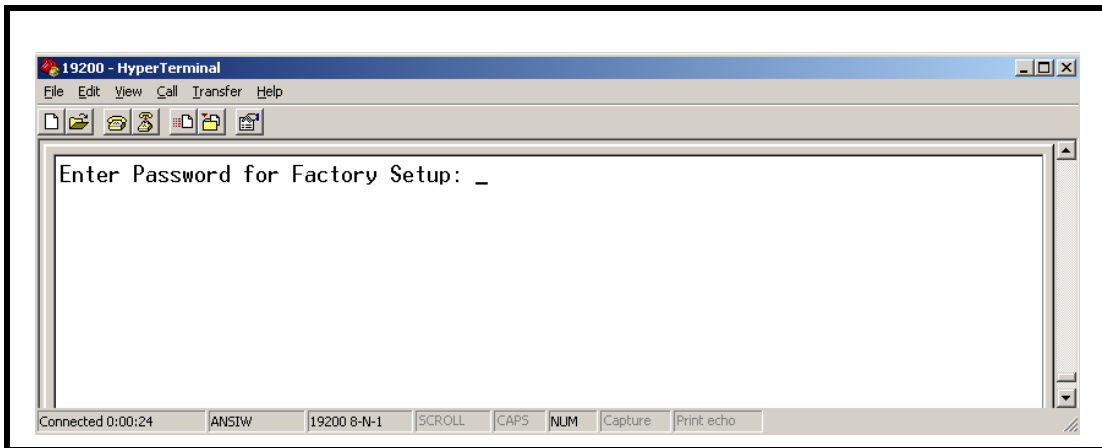 19200 - HyperTerminal
File Edit View Call Transfer Help
Enter Password for Factory Setup: _
Connected 0:00:24 ANSIW 19200 8-N-1 SCROLL CAPS NUM Capture Print echo